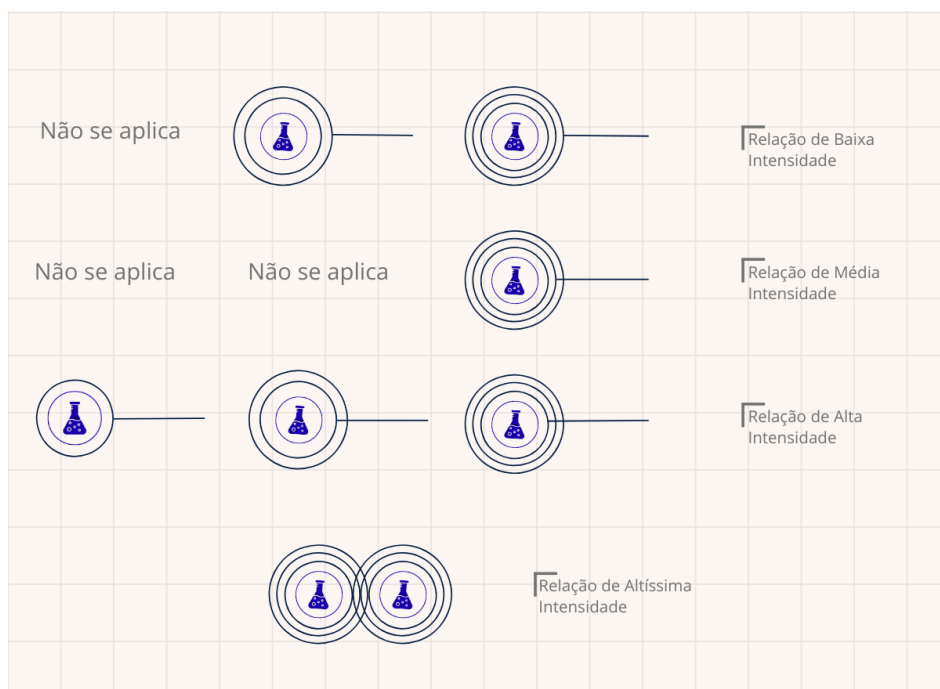 Não se aplica
Relação de Baixa
Intensidade
Não se aplica
Não se aplica
Relação de Média
Intensidade
Relação de Alta
Intensidade
Relação de Altíssima
Intensidade